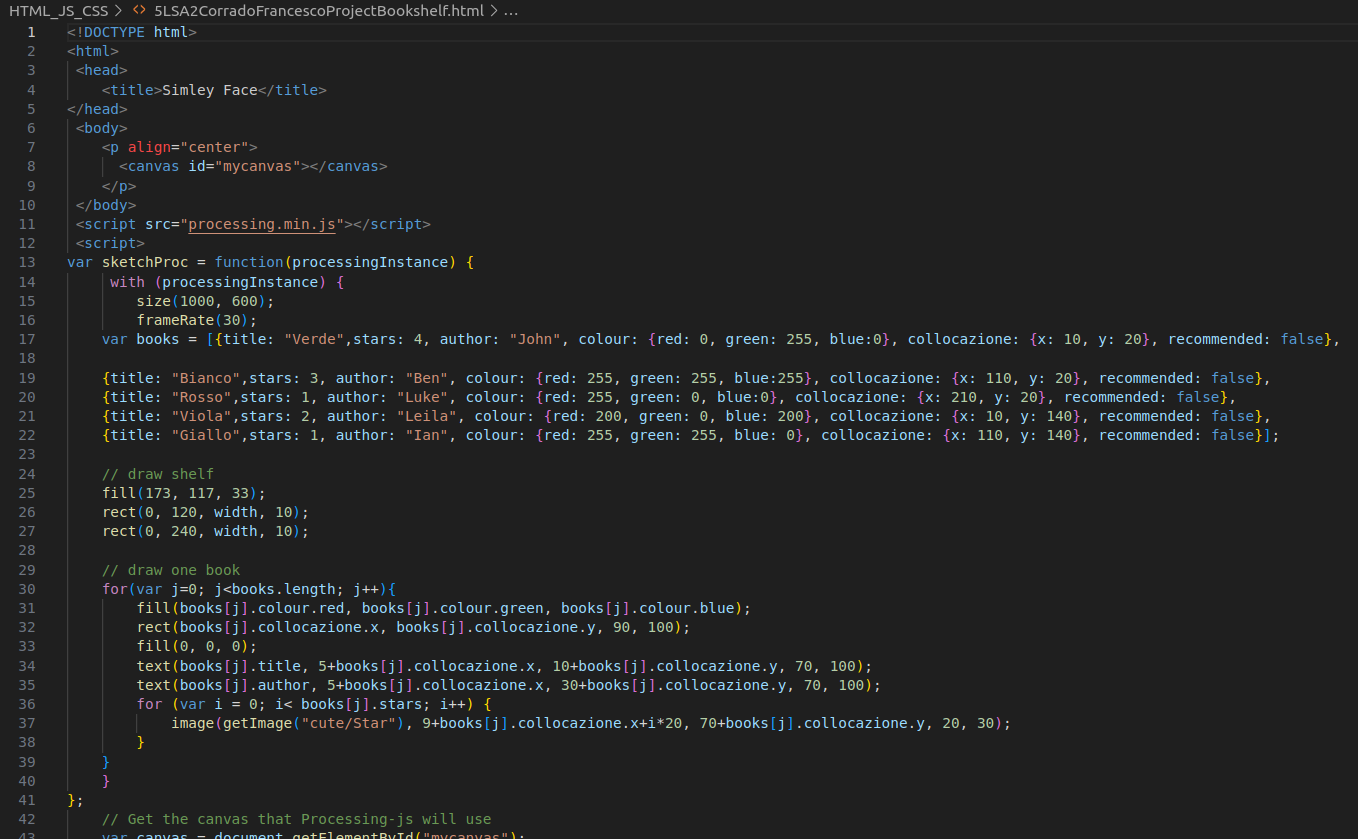 HTML_JS_CSS > <> 5LSA2CorradoFrancescoProjectBookshelf.html > ...
1 <!DOCTYPE html>
2 <html>
3 <head>
4 <title>Simley Face</title>
5 </head>
6 <body>
7 <p align="center">
8 <canvas id="mycanvas"></canvas>
9 </p>
10 </body>
11 <script src="processing.min.js"></script>
12 <script>
13 var sketchProc = function(processingInstance) {
14 with (processingInstance) {
15 size(1000, 600);
16 frameRate(30);
17 var books = [{title: "Verde",stars: 4, author: "John", colour: {red: 0, green: 255, blue:0}, collocazione: {x: 10, y: 20}, recommended: false},
18
19 {title: "Bianco",stars: 3, author: "Ben", colour: {red: 255, green: 255, blue:255}, collocazione: {x: 110, y: 20}, recommended: false},
20 {title: "Rosso",stars: 1, author: "Luke", colour: {red: 255, green: 0, blue:0}, collocazione: {x: 210, y: 20}, recommended: false},
21 {title: "Viola",stars: 2, author: "Leila", colour: {red: 200, green: 0, blue: 200}, collocazione: {x: 10, y: 140}, recommended: false},
22 {title: "Giallo",stars: 1, author: "Ian", colour: {red: 255, green: 255, blue: 0}, collocazione: {x: 110, y: 140}, recommended: false}];
23
24 // draw shelf
25 fill(173, 117, 33);
26 rect(0, 120, width, 10);
27 rect(0, 240, width, 10);
28
29 // draw one book
30 for(var j=0; j<books.length; j++){
31 fill(books[j].colour.red, books[j].colour.green, books[j].colour.blue);
32 rect(books[j].collocazione.x, books[j].collocazione.y, 90, 100);
33 fill(0, 0, 0);
34 text(books[j].title, 5+books[j].collocazione.x, 10+books[j].collocazione.y, 70, 100);
35 text(books[j].author, 5+books[j].collocazione.x, 30+books[j].collocazione.y, 70, 100);
36 for (var i = 0; i< books[j].stars; i++) {
37 image(getImage("cute/Star"), 9+books[j].collocazione.x+i*20, 70+books[j].collocazione.y, 20, 30);
38 }
39 }
40 }
41 };
42 // Get the canvas that Processing-js will use
43 var canvas = document.getElementById("mycanvas");